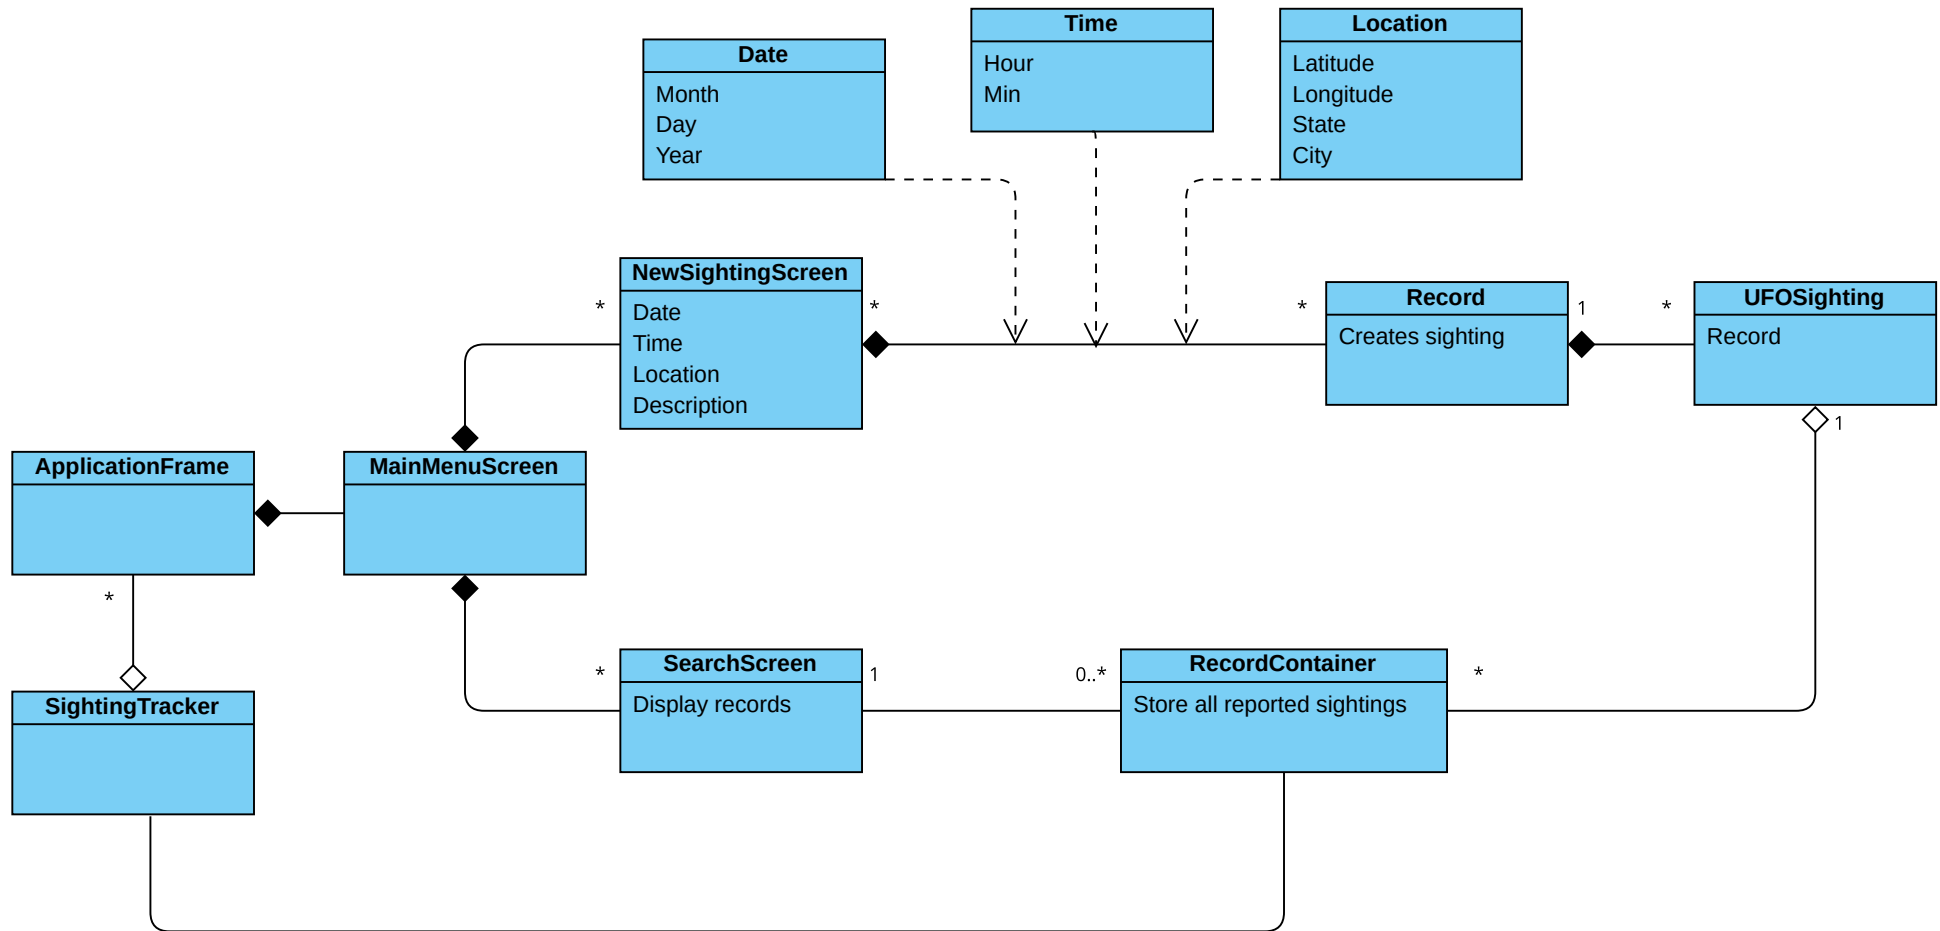 Date
Month
Day
Year
Time
Hour
Min
Location
Latitude
Longitude
State
City
*
NewSightingScreen
Date
Time
Location
Description
*
*
Record
Creates sighting
1
*
UFOSighting
Record
1
ApplicationFrame
*
MainMenuScreen
SightingTracker
*
SearchScreen
Display records
1
0..*
RecordContainer
Store all reported sightings
*